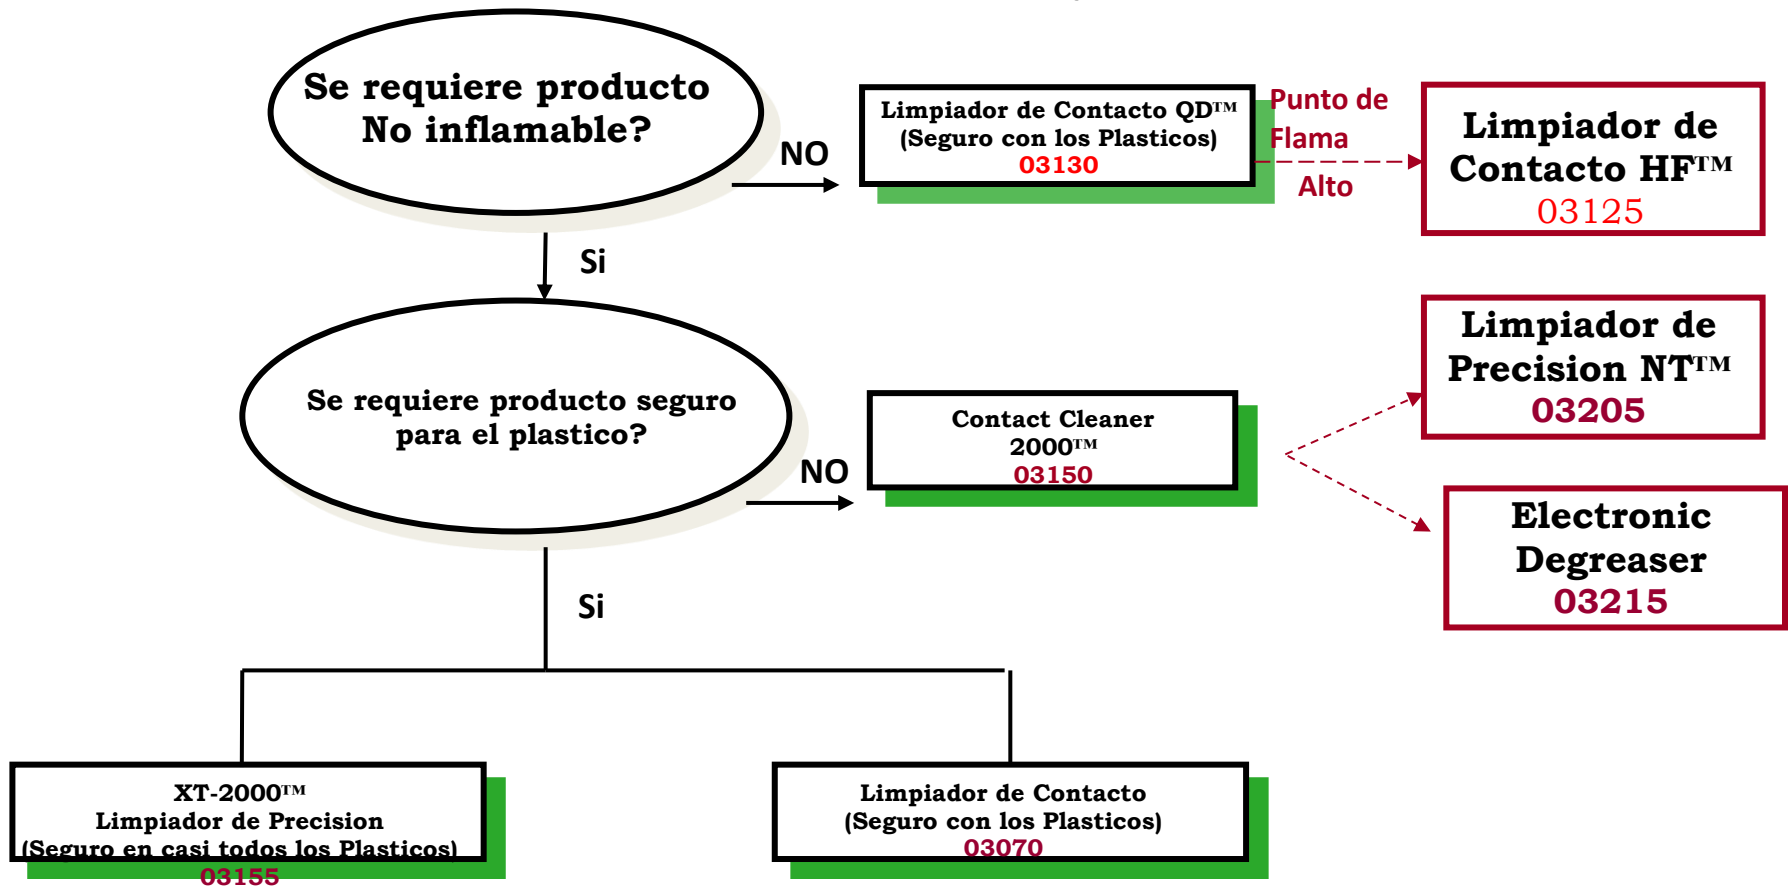 Se requiere producto
No inflamable?
NO
Limpiador de Contacto QD™
(Seguro con los Plasticos)
03130
Punto de
Flama
Alto
Limpiador de
Contacto HF™
03125
Si
Se requiere producto seguro
para el plastico?
NO
Contact Cleaner
2000™
03150
Limpiador de
Precision NT™
03205
Electronic
Degreaser
03215
Si
XT-2000™
Limpiador de Precision
(Seguro en casi todos los Plasticos)
03155
Limpiador de Contacto
(Seguro con los Plasticos)
03070